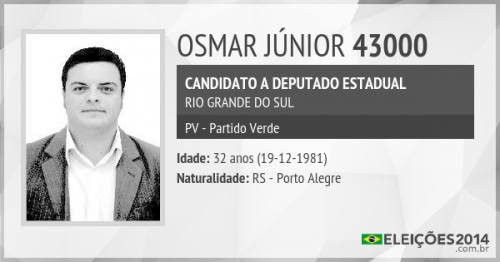 OSMAR JÚNIOR 43000
CANDIDATO A DEPUTADO ESTADUAL
RIO GRANDE DO SUL
PV - Partido Verde
Idade: 32 anos (19-12-1981)
Naturalidade: RS - Porto Alegre
ELEIÇÕES2014
.com.br